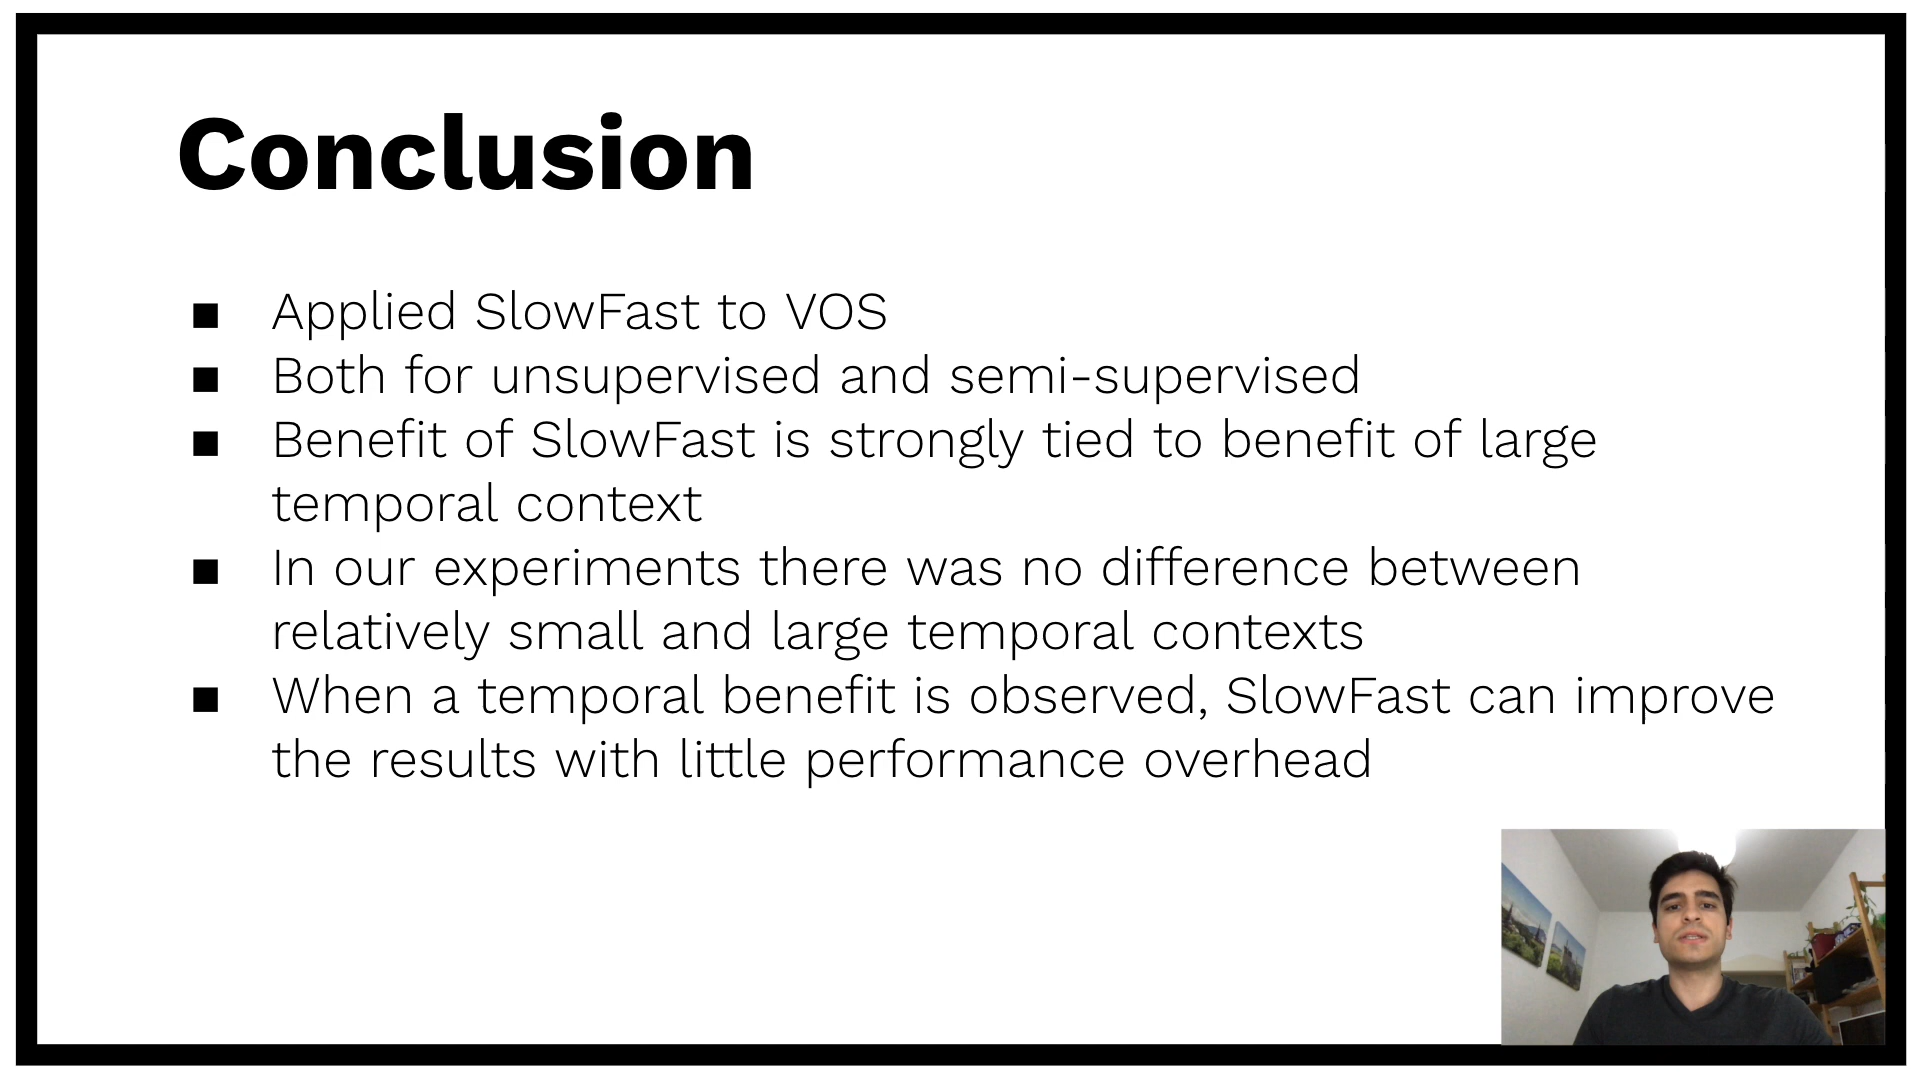 Conclusion
■ Applied SlowFast to VOS
■ Both for unsupervised and semi-supervised
■ Benefit of SlowFast is strongly tied to benefit of large
temporal context
■ In our experiments there was no difference between
relatively small and large temporal contexts
■ When a temporal benefit is observed, SlowFast can improve
the results with little performance overhead